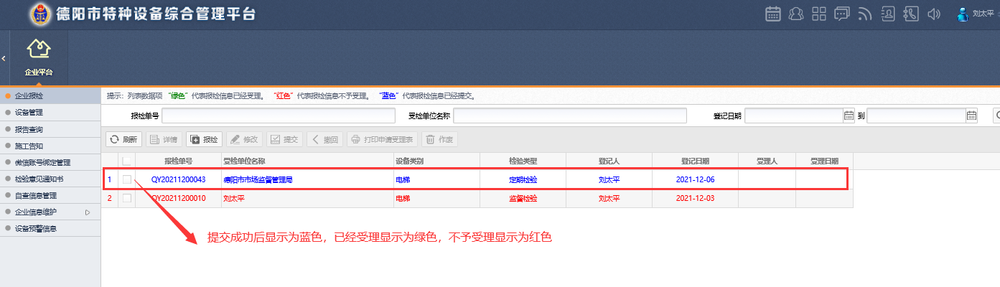 德阳市特种设备综合管理平台
刘太平
企业平台
企业报检
设备管理
报告查询
施工告知
微信账号绑定管理
检验意见通知书
自查信息管理
企业信息维护
设备预警信息
提示：列表数据项 “绿色” 代表报检信息已经受理。 “红色” 代表报检信息不予受理。 “蓝色” 代表报检信息已经提交。
报检单号 受检单位名称 登记日期 到
刷新 详情 报检 修改 提交 撤回 打印申请受理表 作废
报检单号 受检单位名称 设备类别 检验类型 登记人 登记日期 受理人 受理日期
1 QY20211200043 德阳市市场监督管理局 电梯 定期检验 刘太平 2021-12-06
2 QY20211200010 刘太平 电梯 监督检验 刘太平 2021-12-03
提交成功后显示为蓝色，已经受理显示为绿色，不予受理显示为红色